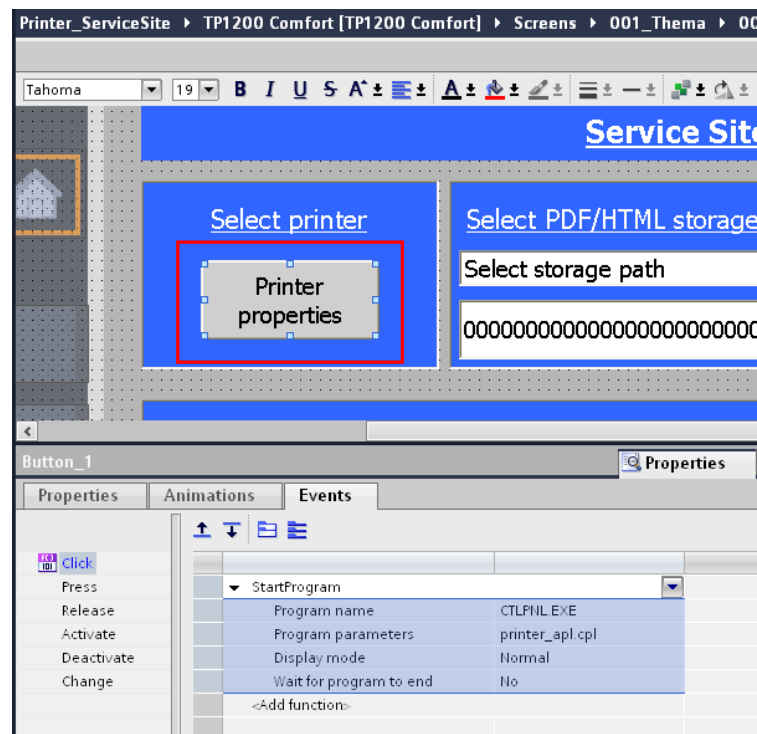 Printer_ServiceSite ▸ TP1200 Comfort [TP1200 Comfort] ▸ Screens ▸ 001_Thema ▸ 00
Tahoma 19 B I U S A A
Service Site
Select printer
Select PDF/HTML storage
Printer
properties
Select storage path
000000000000000000000000
Button_1
Properties
Properties Animations Events
Click
Press
Release
Activate
Deactivate
Change
StartProgram
Program name CTLPNL.EXE
Program parameters printer_apl.cpl
Display mode Normal
Wait for program to end No
<Add function>